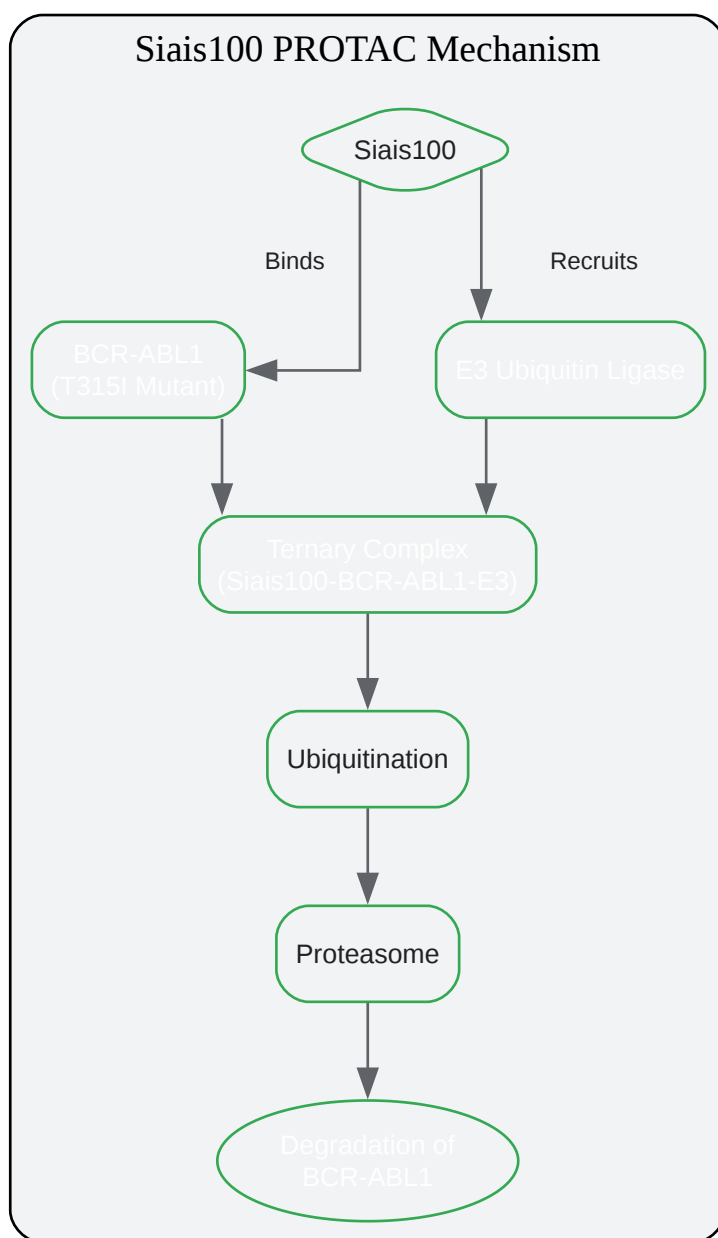 Siais100 PROTAC Mechanism
Siais100
Binds
Recruits
BCR-ABL1
(T315I Mutant)
E3 Ubiquitin Ligase
Ternary Complex
(Siais100-BCR-ABL1-E3)
Ubiquitination
Proteasome
Degradation of
BCR-ABL1